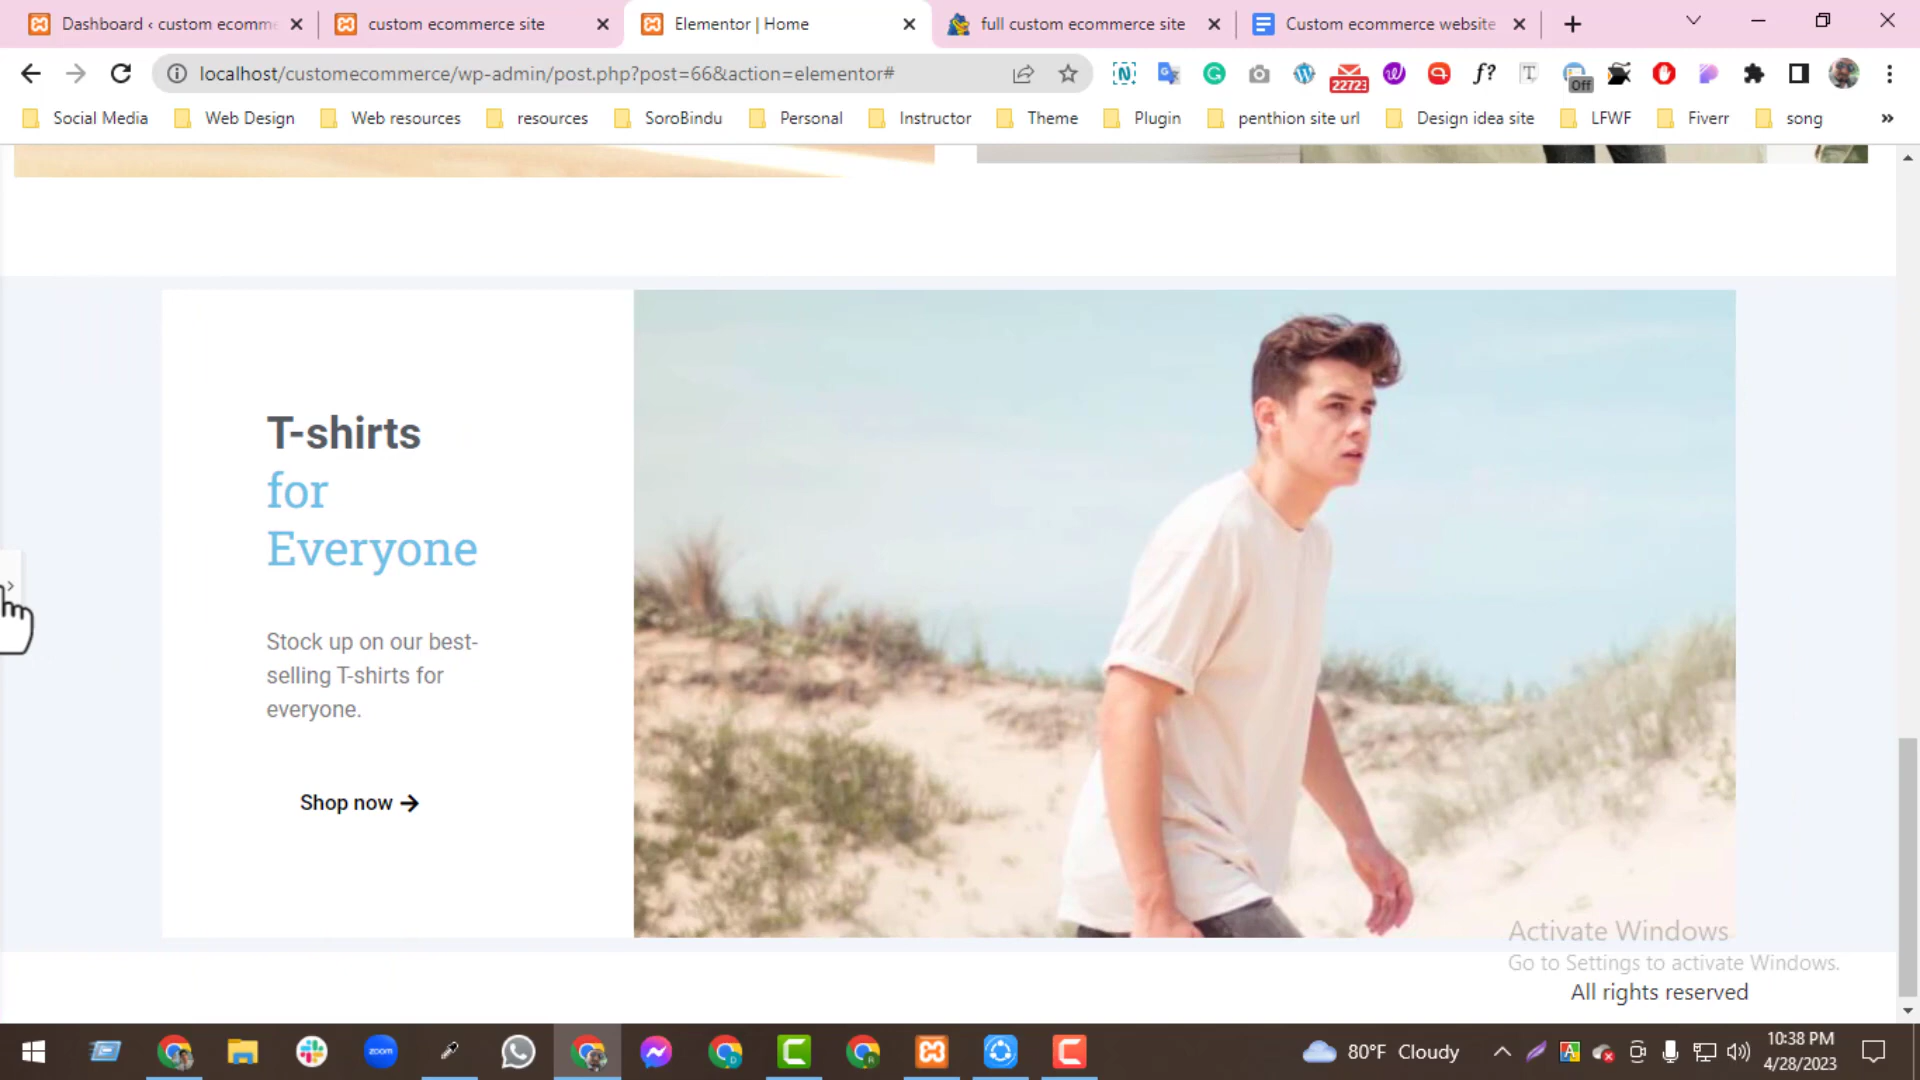 Dashboard ‹ custom ecomme
custom ecommerce site
Elementor | Home
full custom ecommerce site
Custom ecommerce website
localhost/customecommerce/wp-admin/post.php?post=66&action=elementor#
22723
f?
Off
Social Media
Web Design
Web resources
resources
SoroBindu
Personal
Instructor
Theme
Plugin
penthion site url
Design idea site
LFWF
Fiverr
song
»
T-shirts
for
Everyone
Stock up on our best-
selling T-shirts for
everyone.
Shop now →
Activate Windows
Go to Settings to activate Windows.
All rights reserved
zoom
80°F Cloudy
10:38 PM
4/28/2023